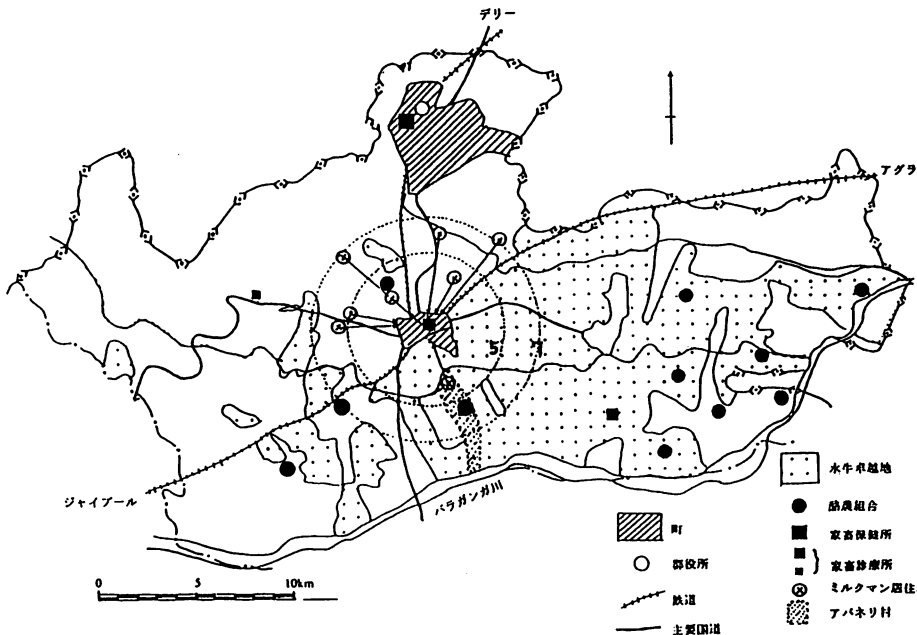 デリー
アグラ
5
7
ジャイプール
バラガンガ川
0 5 10km
町
郡役所
鉄道
主要国道
水牛卓越地
酪農組合
家畜保健所
家畜診療所
ミルクマン居住
アバネリ村